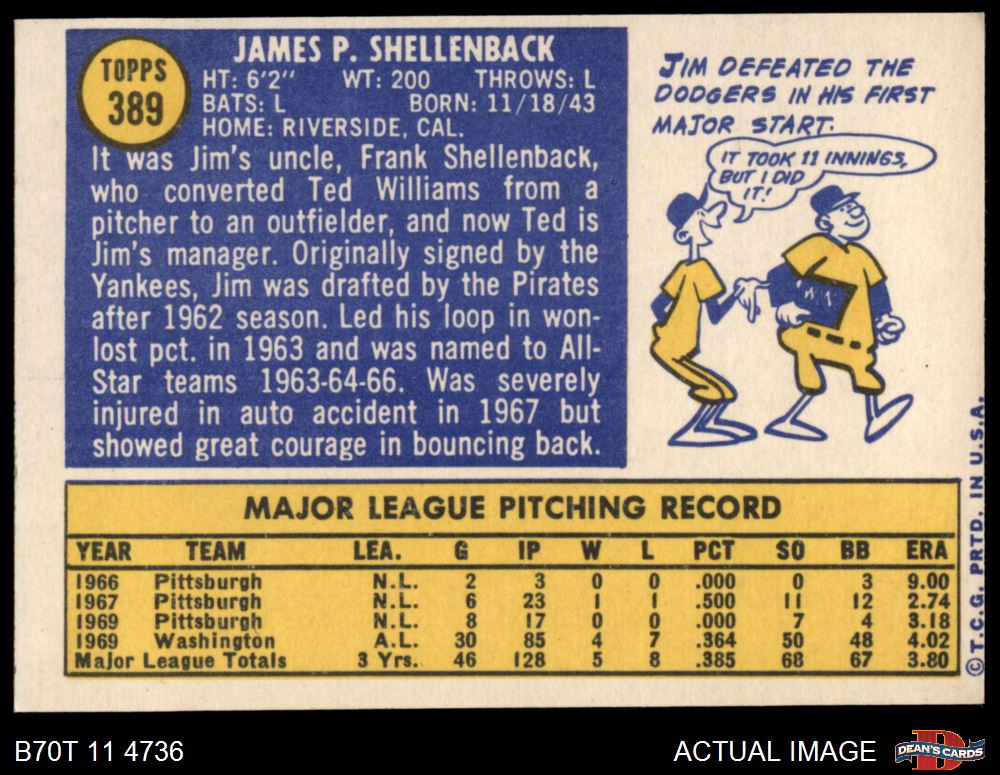 TOPPS
389
JAMES P. SHELLENBACK
HT: 6'2" WT: 200 THROWS: L
BATS: L BORN: 11/18/43
HOME: RIVERSIDE, CAL.
It was Jim's uncle, Frank Shellenback,
who converted Ted Williams from a
pitcher to an outfielder, and now Ted is
Jim's manager. Originally signed by the
Yankees, Jim was drafted by the Pirates
after 1962 season. Led his loop in won-
lost pct. in 1963 and was named to All-
Star teams 1963-64-66. Was severely
injured in auto accident in 1967 but
showed great courage in bouncing back.
JIM DEFEATED THE
DODGERS IN HIS FIRST
MAJOR START.
IT TOOK 11 INNINGS,
BUT I DID
IT!
MAJOR LEAGUE PITCHING RECORD
YEAR TEAM LEA. G IP W L PCT SO BB ERA
1966 Pittsburgh N.L. 2 3 0 0 .000 0 3 9.00
1967 Pittsburgh N.L. 6 23 1 1 .500 11 12 2.74
1969 Pittsburgh N.L. 8 17 0 0 .000 7 4 3.18
1969 Washington A.L. 30 85 4 7 .364 50 48 4.02
Major League Totals 3 Yrs. 46 128 5 8 .385 68 67 3.80
© T.C.G. PRTD. IN U.S.A.
B70T 11 4736
ACTUAL IMAGE
DEAN'S CARDS